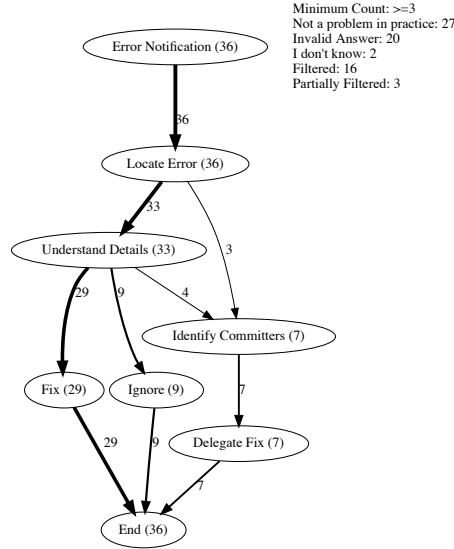 Minimum Count: >=3
Not a problem in practice: 27
Invalid Answer: 20
I don't know: 2
Filtered: 16
Partially Filtered: 3
Error Notification (36)
36
Locate Error (36)
33
3
Understand Details (33)
29
9
4
Identify Committers (7)
7
Fix (29)
Ignore (9)
Delegate Fix (7)
29
9
7
End (36)